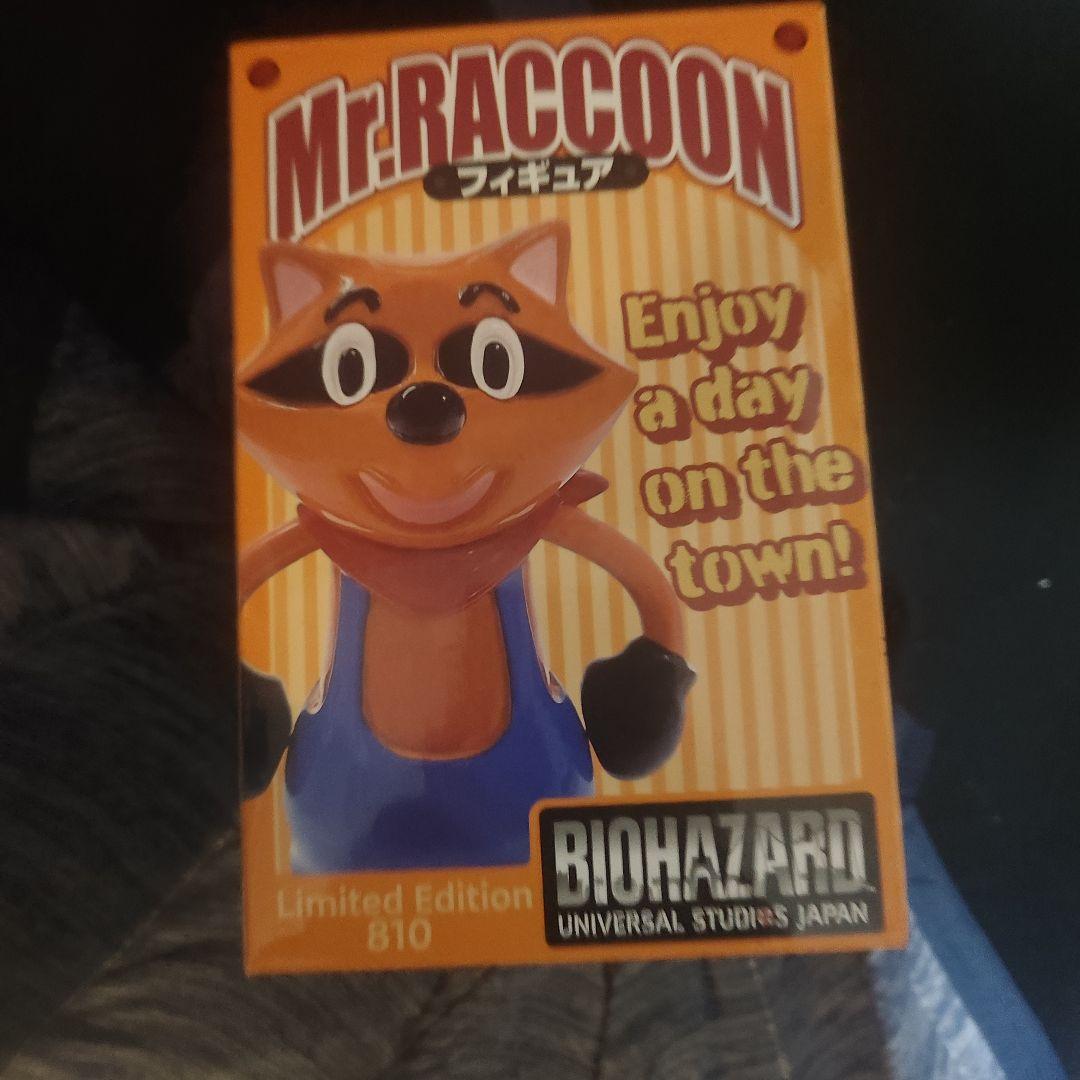 Mr.RACCOON
フィギュア
Enjoy
a day
on the
town!
Limited Edition
810
BIOHAZARD
UNIVERSAL STUDIOS JAPAN